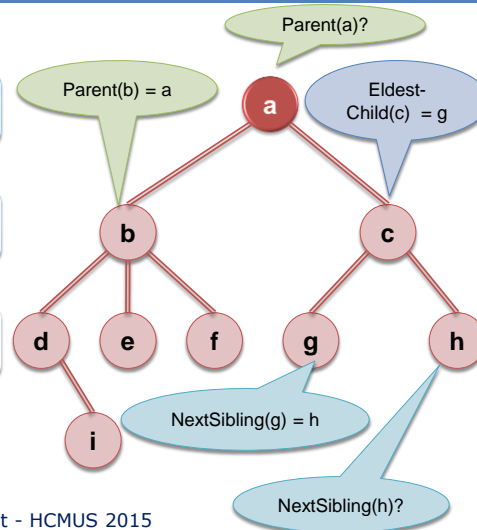 Parent(a)?
Parent(b) = a
a
Eldest-
Child(c) = g
b
c
d
e
f
g
h
NextSibling(g) = h
i
NextSibling(h)?
t - HCMUS 2015